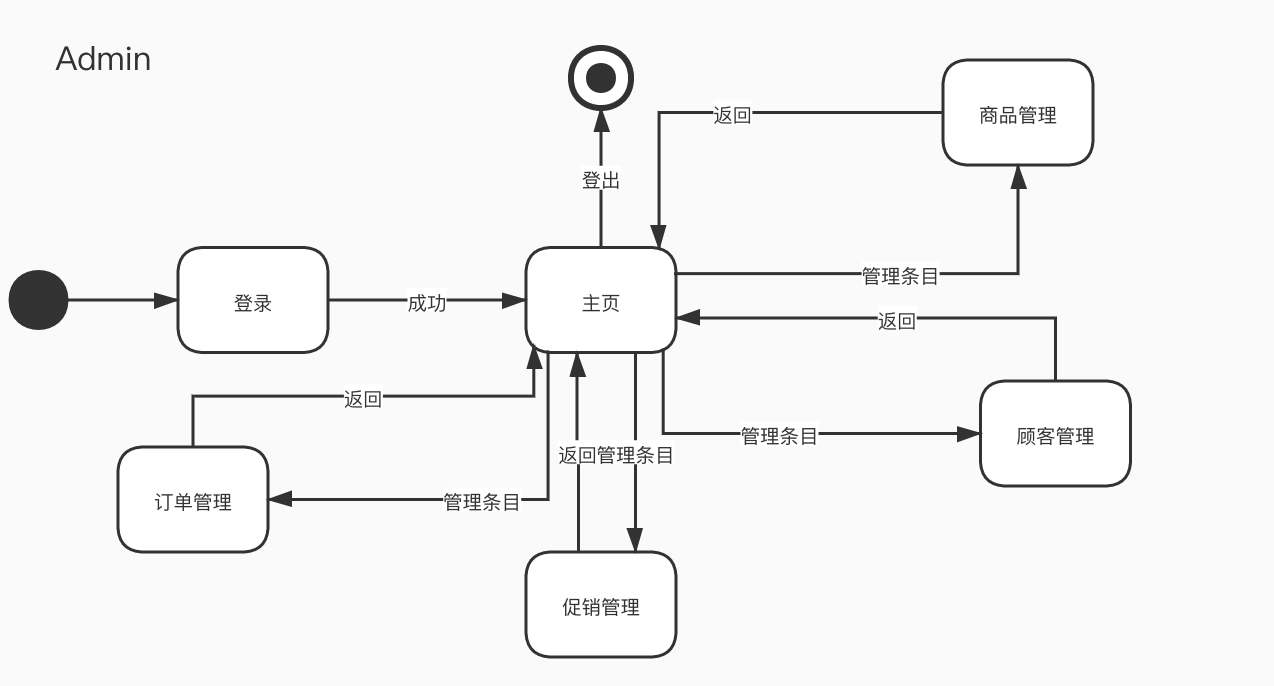 Admin
返回
商品管理
登出
管理条目
登录
成功
主页
返回
返回
管理条目
顾客管理
返回
管理条目
订单管理
管理条目
促销管理